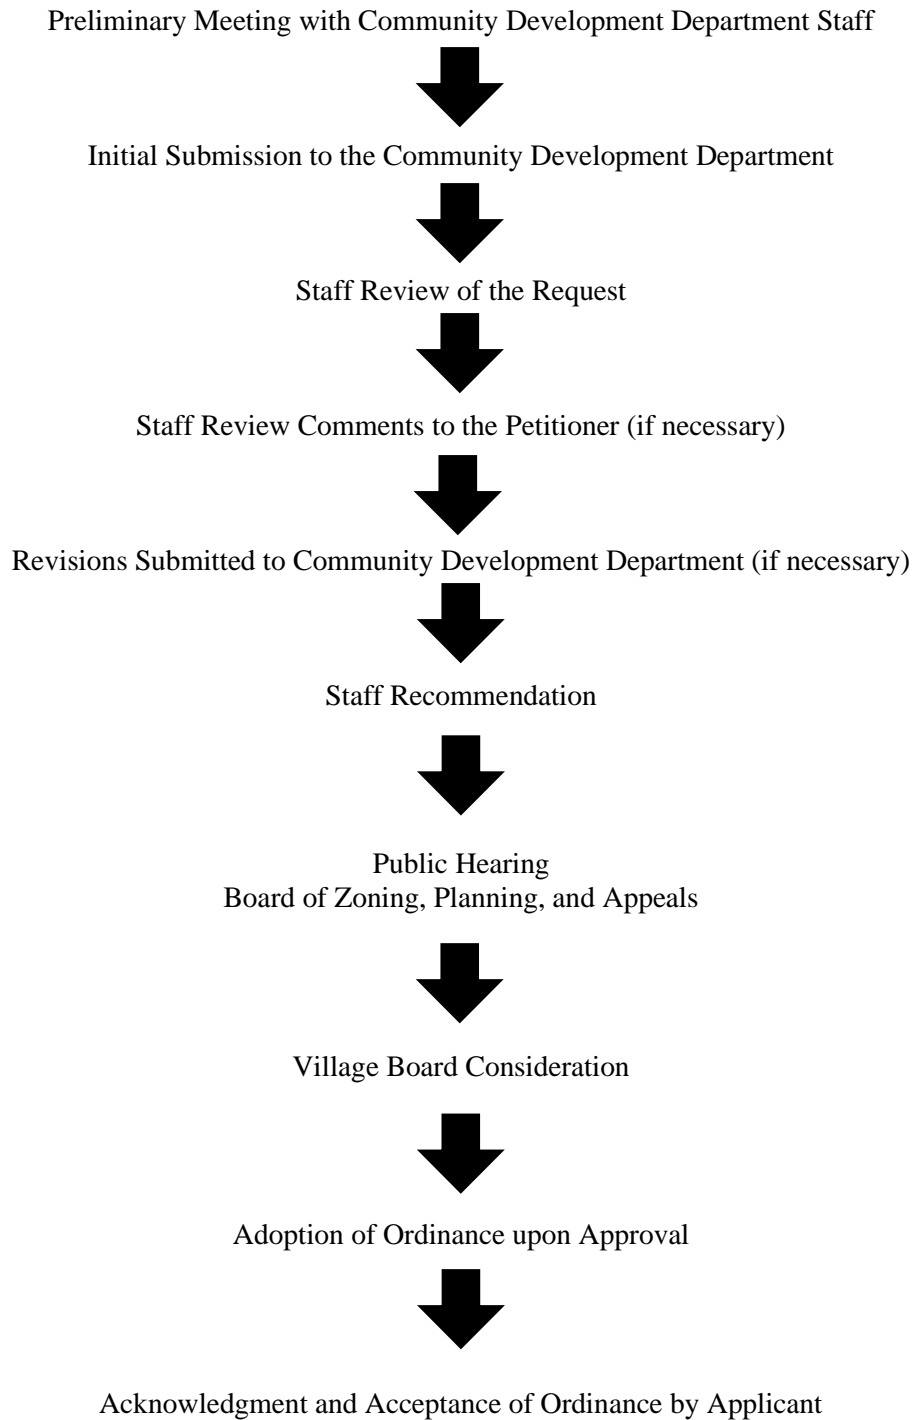 Preliminary Meeting with Community Development Department Staff
Initial Submission to the Community Development Department
Staff Review of the Request
Staff Review Comments to the Petitioner (if necessary)
Revisions Submitted to Community Development Department (if necessary)
Staff Recommendation
Public Hearing
Board of Zoning, Planning, and Appeals
Village Board Consideration
Adoption of Ordinance upon Approval
Acknowledgment and Acceptance of Ordinance by Applicant